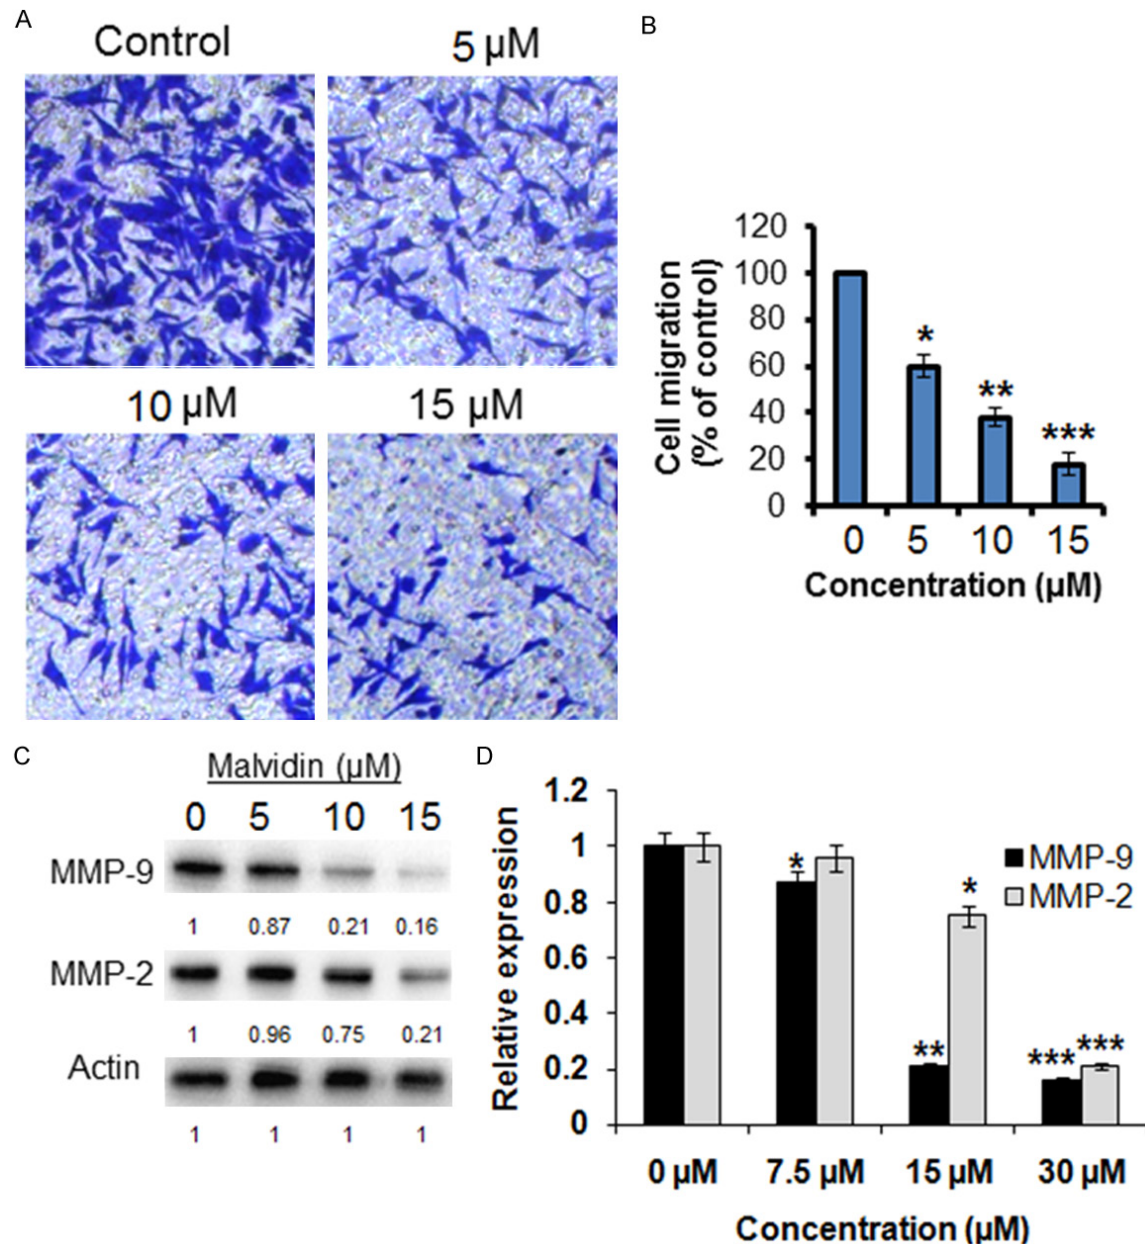 A
Control
5 µM
10 µM
15 µM
B
120
100
80
60
40
20
0
Cell migration
(% of control)
*
**
***
0 5 10 15
Concentration (µM)
C
Malvidin (µM)
0 5 10 15
MMP-9
1 0.87 0.21 0.16
MMP-2
1 0.96 0.75 0.21
Actin
1 1 1 1
D
1.2
1
0.8
0.6
0.4
0.2
0
Relative expression
*
*
**
*** ***
MMP-9
MMP-2
0 µM 7.5 µM 15 µM 30 µM
Concentration (µM)